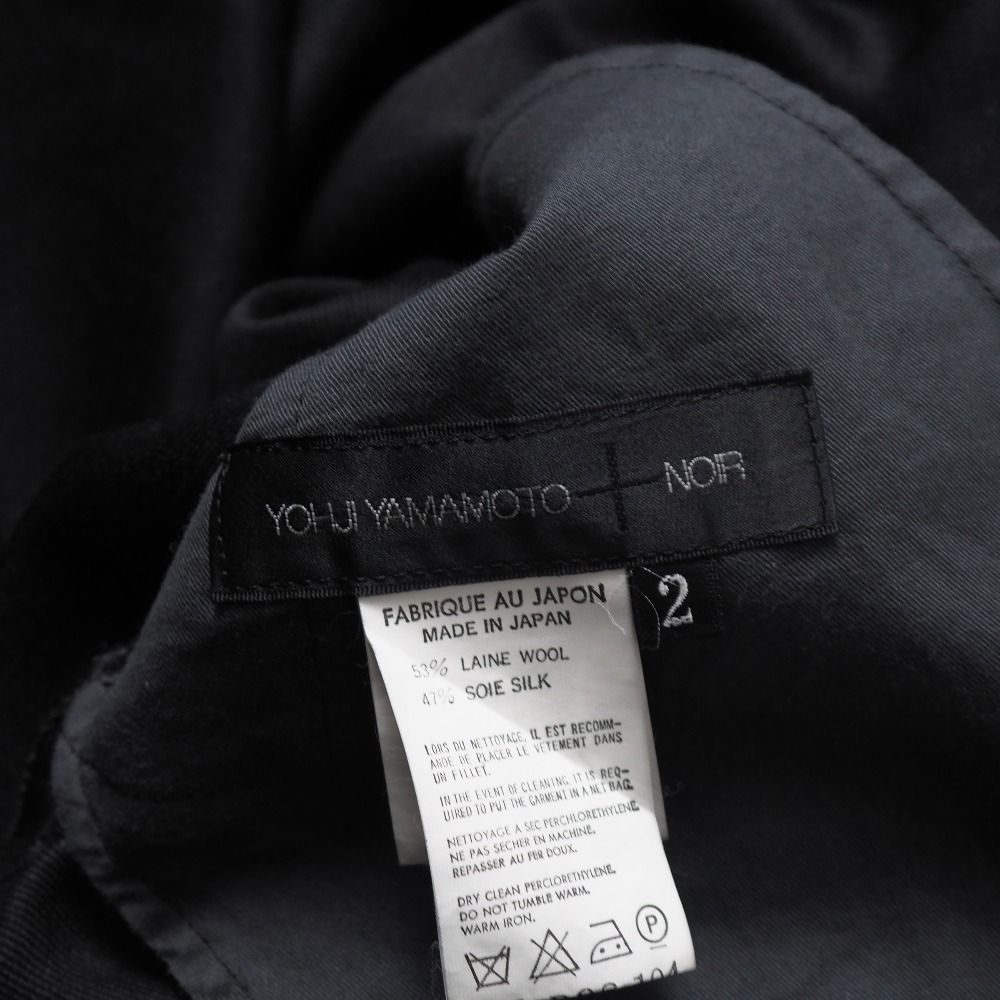 YOHJI YAMAMOTO NOIR
2
FABRIQUE AU JAPON
MADE IN JAPAN
53% LAINE WOOL
47% SOIE SILK
LORS DU NETTOYAGE, IL EST RECOMM-
ANDE DE PLACER LE VETEMENT DANS
UN FILLET.
IN THE EVENT OF CLEANING, IT IS REQ-
UIRED TO PUT THE GARMENT IN A NET BAG.
NETTOYAGE A SEC PERCHLORETHYLENE.
NE PAS SECHER EN MACHINE.
REPASSER AU FER DOUX.
DRY CLEAN PERCLORETHYLENE.
DO NOT TUMBLE WARM.
WARM IRON.
P